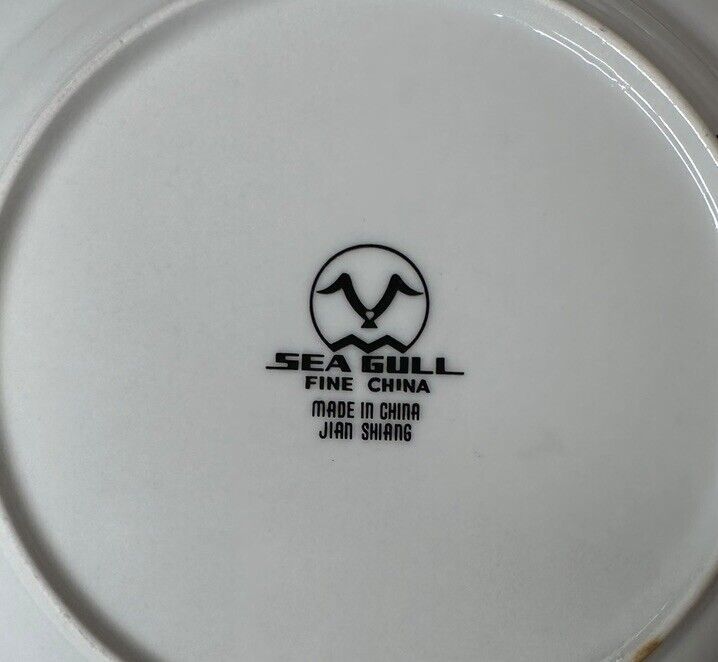 SEA GULL
FINE CHINA
MADE IN CHINA
JIAN SHIANG